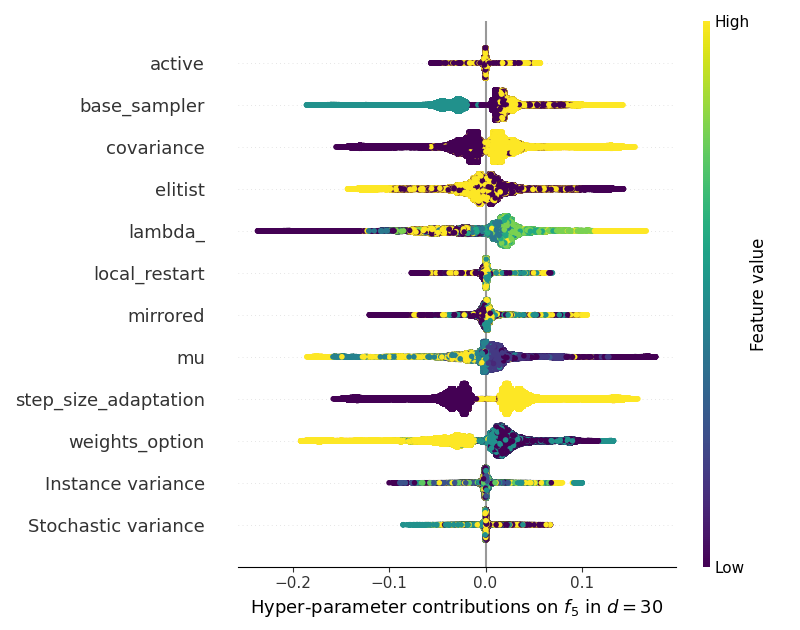 High
active
base_sampler
covariance
elitist
lambda_
local_restart
mirrored
mu
step_size_adaptation
weights_option
Instance variance
Stochastic variance
Feature value
Low
−0.2 −0.1 0.0 0.1
Hyper-parameter contributions on f₅ in d = 30